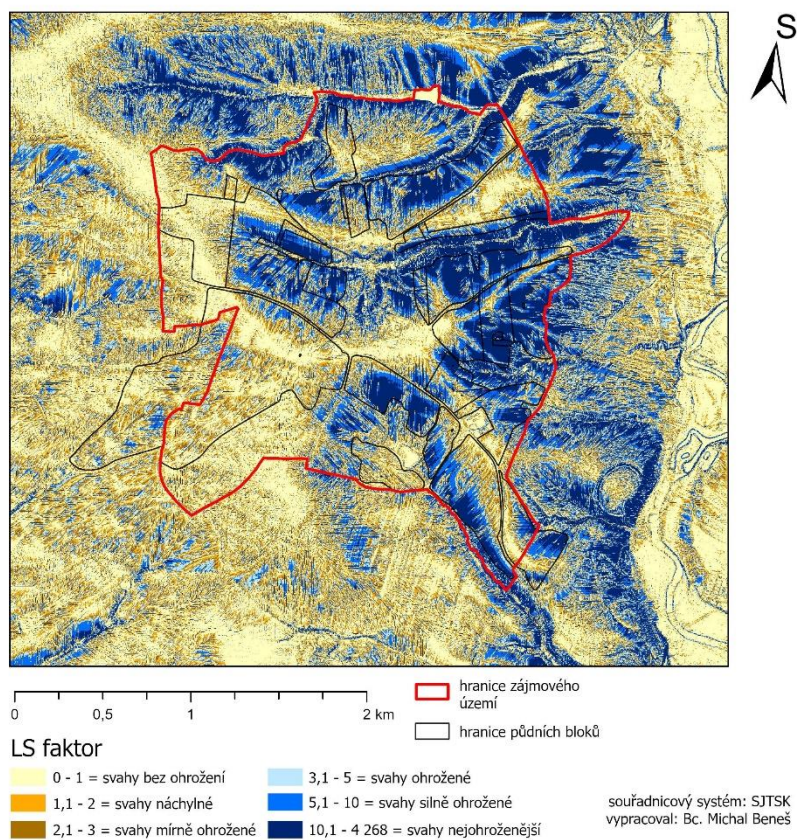 S
0
0,5
1
2 km
hranice zájmového
území
hranice půdních bloků
LS faktor
0 - 1 = svahy bez ohrožení
1,1 - 2 = svahy náchylné
2,1 - 3 = svahy mírně ohrožené
3,1 - 5 = svahy ohrožené
5,1 - 10 = svahy silně ohrožené
10,1 - 4 268 = svahy nejohroženější
souřadnicový systém: SJTSK
vypracoval: Bc. Michal Beneš